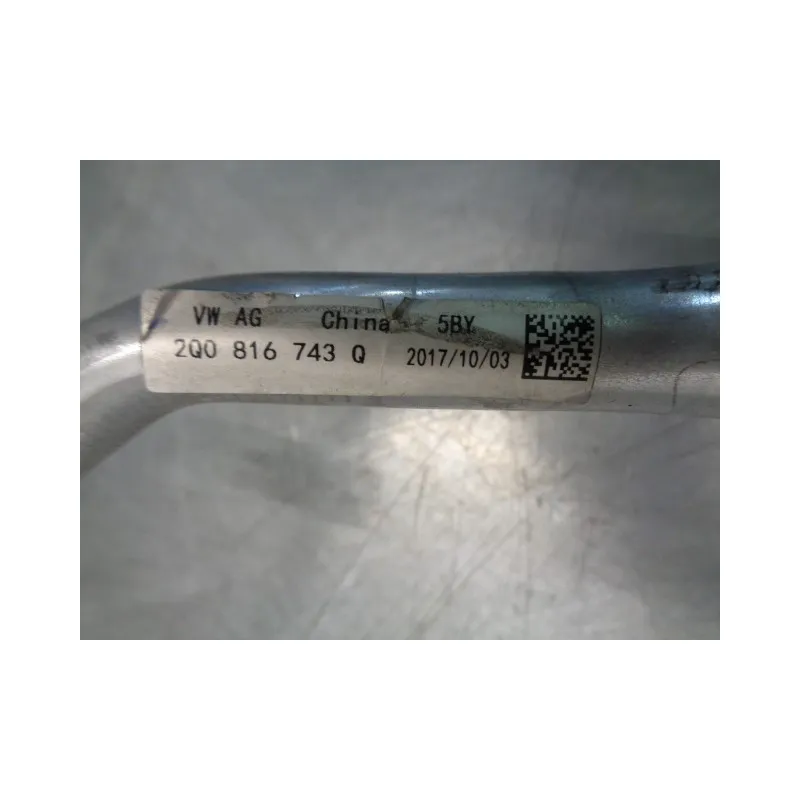 VW AG China 5BY
2Q0 816 743 Q 2017/10/03